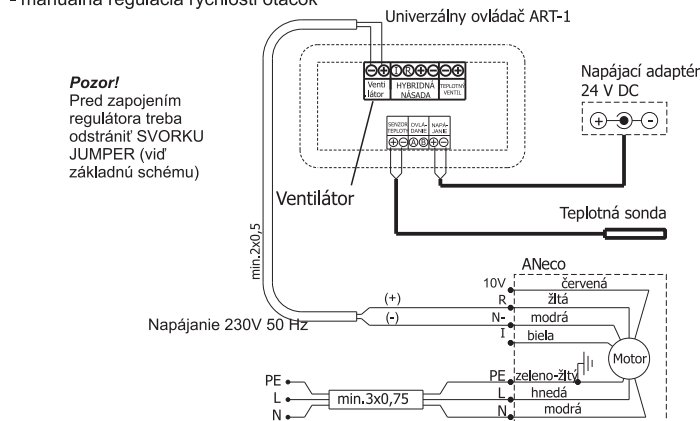 - manuálna regulácia rýchlosti otáčok
Univerzálny ovládač ART-1
Pozor!
Pred zapojením
regulátora treba
odstrániť SVORKU
JUMPER (viď
základnú schému)
Venti
látor
HYBRIDNÁ
NÁSADA
TEPLOTNÝ
VENTIL
I R + -
SENZOR
TEPLOTY
OVLÁ-
DANIE
NAPÁ-
JANIE
A B
Napájací adaptér
24 V DC
+ -
Ventilátor
Teplotná sonda
min.2x0,5
ANeco
10V
červená
(+)
R
žltá
(-)
N-
modrá
I
biela
Napájanie 230V 50 Hz
Motor
PE
PE
zeleno-žltý
L
min.3x0,75
L
hnedá
N
N
modrá